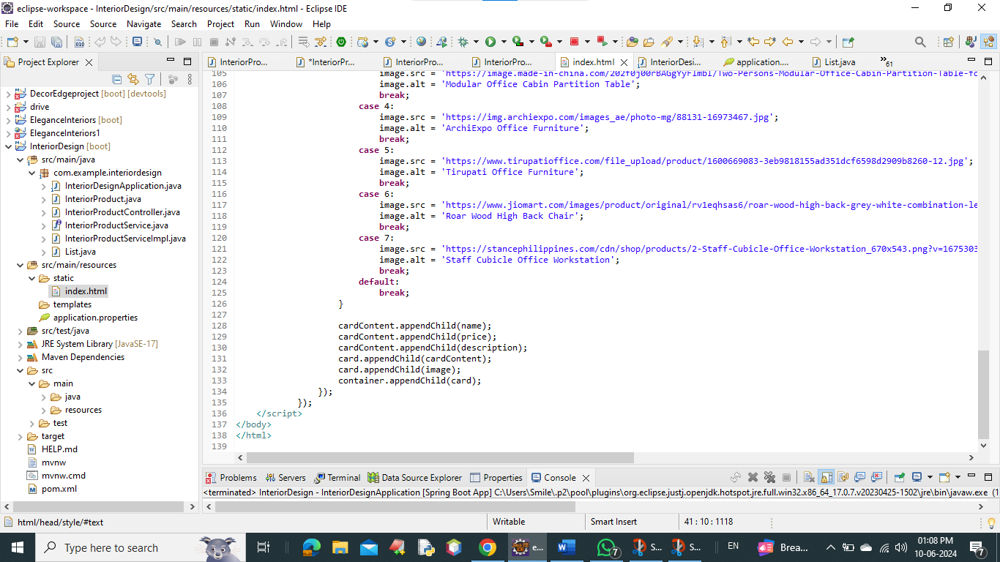 eclipse-workspace - InteriorDesign/src/main/resources/static/index.html - Eclipse IDE
File Edit Source Source Navigate Search Project Run Window Help
Project Explorer
InteriorPro... *InteriorPr... InteriorPro... InteriorPro... index.html InteriorDesi... application.... List.java 61
DecorEdgeproject [boot] [devtools]
drive
EleganceInteriors [boot]
EleganceInteriors1
InteriorDesign [boot]
src/main/java
com.example.interiordesign
InteriorDesignApplication.java
InteriorProduct.java
InteriorProductController.java
InteriorProductService.java
InteriorProductServiceImpl.java
List.java
src/main/resources
static
index.html
templates
application.properties
src/test/java
JRE System Library [JavaSE-17]
Maven Dependencies
src
main
java
resources
test
target
HELP.md
mvnw
mvnw.cmd
pom.xml
105 image.src = 'https://image.made-in-china.com/
106 image.alt = 'Modular Office Cabin Partition Table';
107 break;
108 case 4:
109 image.src = 'https://img.archiexpo.com/images_ae/photo-mg/88131-16973467.jpg';
110 image.alt = 'ArchiExpo Office Furniture';
111 break;
112 case 5:
113 image.src = 'https://www.tirupatioffice.com/file_upload/product/1600669083-3eb9818155ad351dcf6598d2909b8260-12.jpg';
114 image.alt = 'Tirupati Office Furniture';
115 break;
116 case 6:
117 image.src = 'https://www.jiomart.com/images/product/original/rv1eqhsas6/roar-wood-high-back-grey-white-combination-le
118 image.alt = 'Roar Wood High Back Chair';
119 break;
120 case 7:
121 image.src = 'https://stancephilippines.com/cdn/shop/products/2-Staff-Cubicle-Office-Workstation_670x543.png?v=1675303
122 image.alt = 'Staff Cubicle Office Workstation';
123 break;
124 default:
125 break;
126 }
127
128 cardContent.appendChild(name);
129 cardContent.appendChild(price);
130 cardContent.appendChild(description);
131 card.appendChild(cardContent);
132 card.appendChild(image);
133 container.appendChild(card);
134 });
135 });
136 </script>
137 </body>
138 </html>
139
Problems Servers Terminal Data Source Explorer Properties Console
<terminated> InteriorDesign - InteriorDesignApplication [Spring Boot App] C:\Users\Smile\.p2\pool\plugins\org.eclipse.justj.openjdk.hotspot.jre.full.win32.x86_64_17.0.7.v20230425-1502\jre\bin\javaw.exe (1
html/head/style/#text Writable Smart Insert 41 : 10 : 1118
Type here to search e... 7 S... S... EN Brea... 01:08 PM 7
10-06-2024